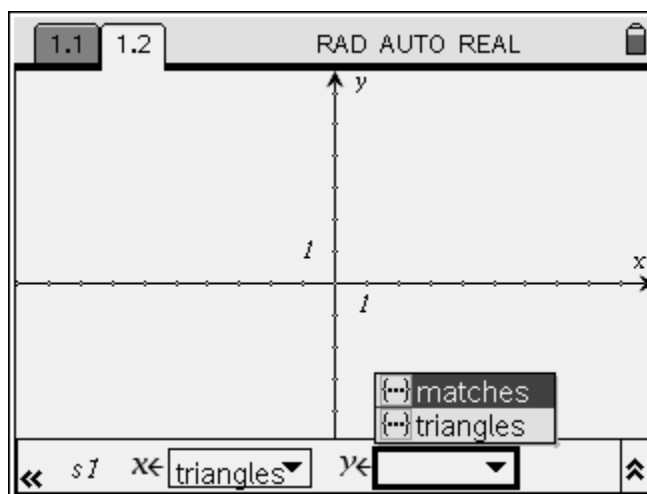 1.1 1.2 RAD AUTO REAL
y
1
x
1
{···} matches
{···} triangles
« s1 x← triangles▼ y← ▼